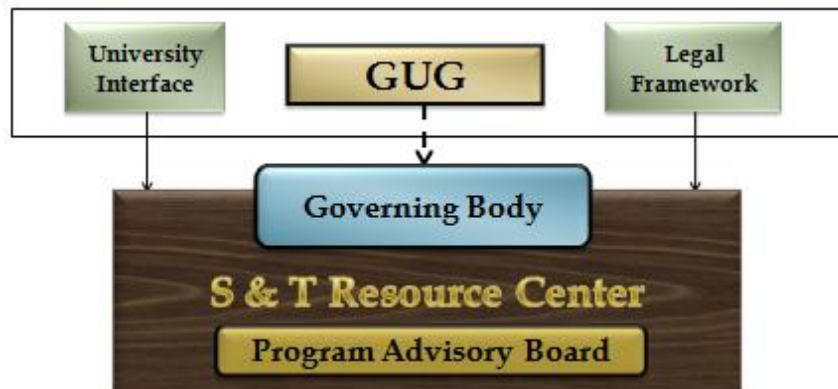 University
Interface
GUG
Legal
Framework
Governing Body
S & T Resource Center
Program Advisory Board